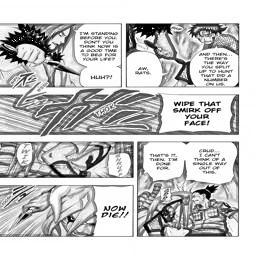 AND THEN...
THERE'S THE
WAY YOU SPLIT
UP TO HUNT
THAT DID A
NUMBER
ON US.
AW,
RATS.
I'M STANDING
BEFORE YOU.
DON'T YOU
THINK NOW IS
A GOOD TIME
TO BEG FOR
YOUR LIFE?
HUH?!
WIPE THAT
SMIRK OFF
YOUR
FACE!
CRUD...
I CAN'T
THINK OF A
SINGLE WAY
OUT OF
THIS.
THAT'S IT,
THEN. I'M
DONE
FOR.
NOW
DIE!!